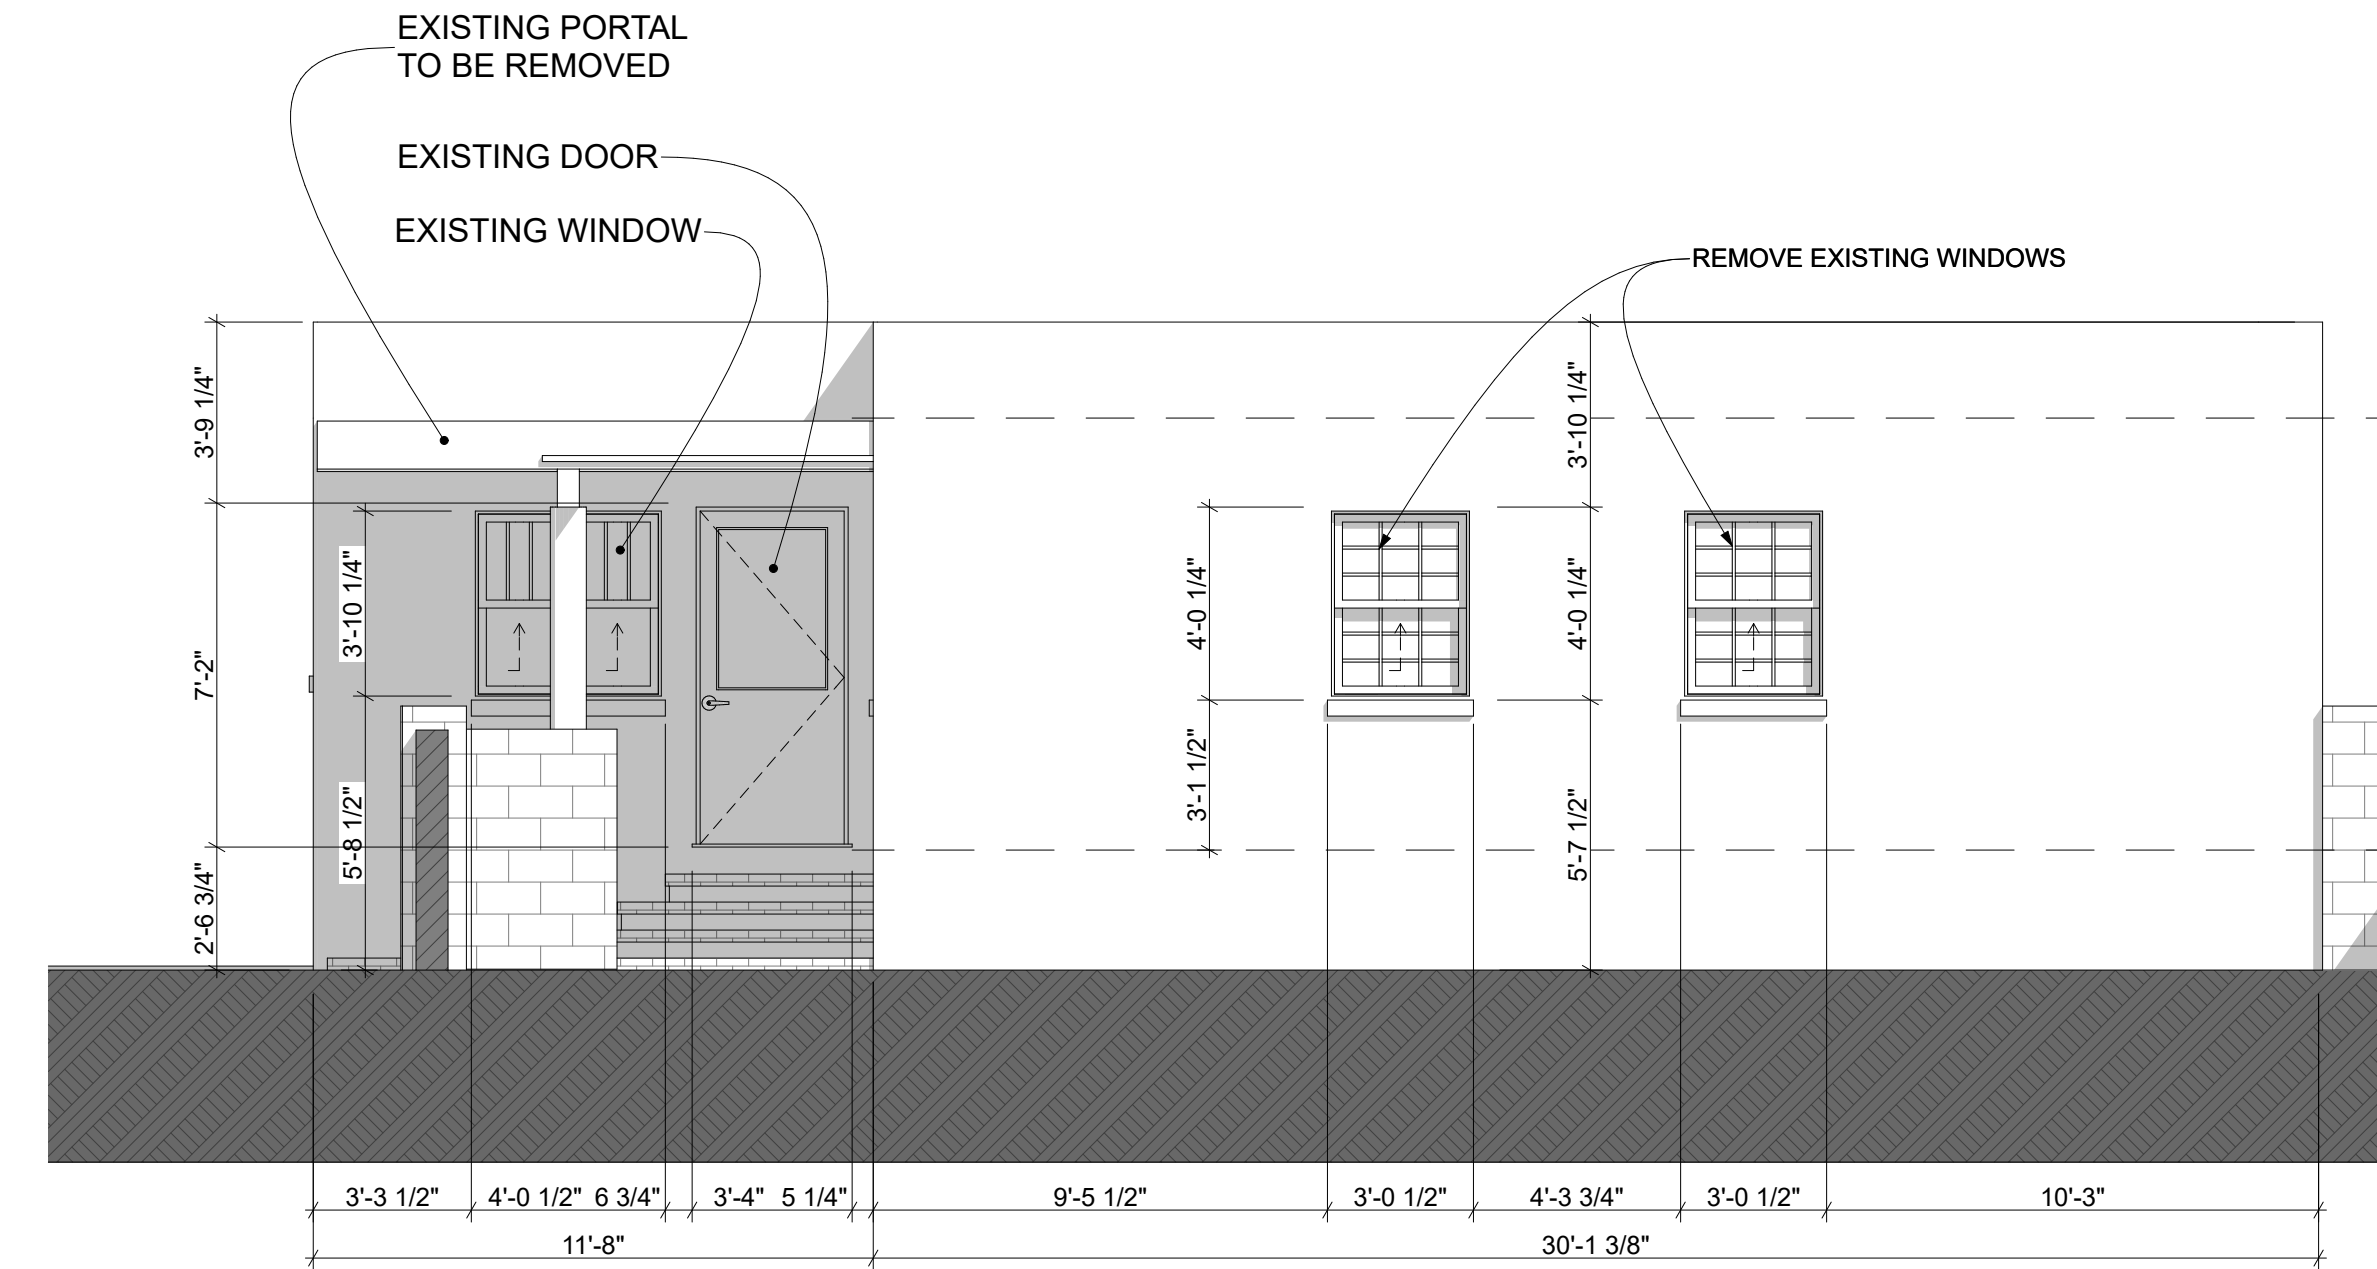 EXISTING PORTAL
TO BE REMOVED
EXISTING DOOR
EXISTING WINDOW
REMOVE EXISTING WINDOWS
3'-9 1/4"
7'-2"
2'-6 3/4"
3'-10 1/4"
5'-8 1/2"
4'-0 1/4"
3'-1 1/2"
3'-10 1/4"
4'-0 1/4"
5'-7 1/2"
3'-3 1/2" 4'-0 1/2" 6 3/4" 3'-4" 5 1/4" 9'-5 1/2" 3'-0 1/2" 4'-3 3/4" 3'-0 1/2" 10'-3"
11'-8" 30'-1 3/8"